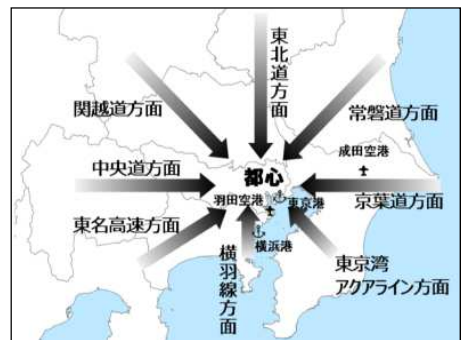 東北道方面
関越道方面
常磐道方面
成田空港
中央道方面
都心
羽田空港
東京港
京葉道方面
東名高速方面
横浜港
横羽線方面
東京湾
アクアライン方面